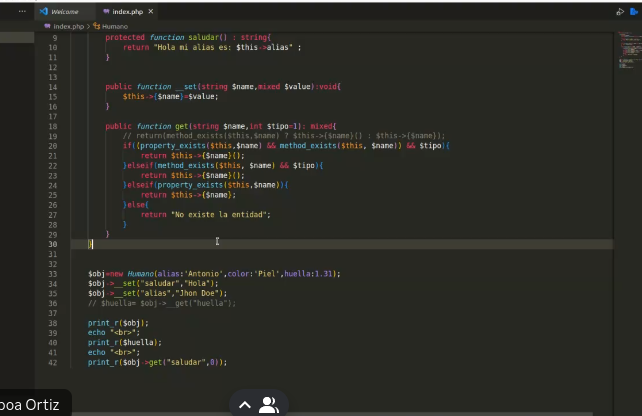 Welcome
index.php
index.php > Humano
9 protected function saludar() : string{
10 return "Hola mi alias es: $this->alias" ;
11 }
12
13
14 public function __set(string $name,mixed $value):void{
15 $this->{$name}=$value;
16 }
17
18 public function get(string $name,int $tipo=1): mixed{
19 // return(method_exists($this,$name) ? $this->{$name}() : $this->{$name});
20 if((property_exists($this,$name) && method_exists($this, $name)) && $tipo){
21 return $this->{$name}();
22 }elseif(method_exists($this, $name) && $tipo){
23 return $this->{$name}();
24 }elseif(property_exists($this,$name)){
25 return $this->{$name};
26 }else{
27 return "No existe la entidad";
28 }
29 }
30 }
31
32
33 $obj=new Humano(alias:'Antonio',color:'Piel',huella:1.31);
34 $obj->__set("saludar","Hola");
35 $obj->__set("alias","Jhon Doe");
36 // $huella= $obj->__get("huella");
37
38 print_r($obj);
39 echo "<br>";
40 print_r($huella);
41 echo "<br>";
42 print_r($obj->get("saludar",0));
boa Ortiz